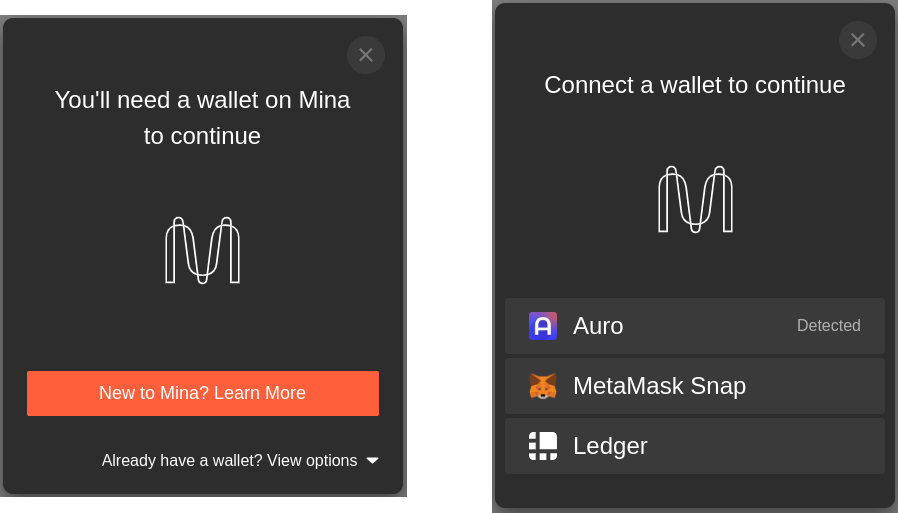 You'll need a wallet on Mina
to continue
New to Mina? Learn More
Already have a wallet? View options
Connect a wallet to continue
Auro
Detected
MetaMask Snap
Ledger